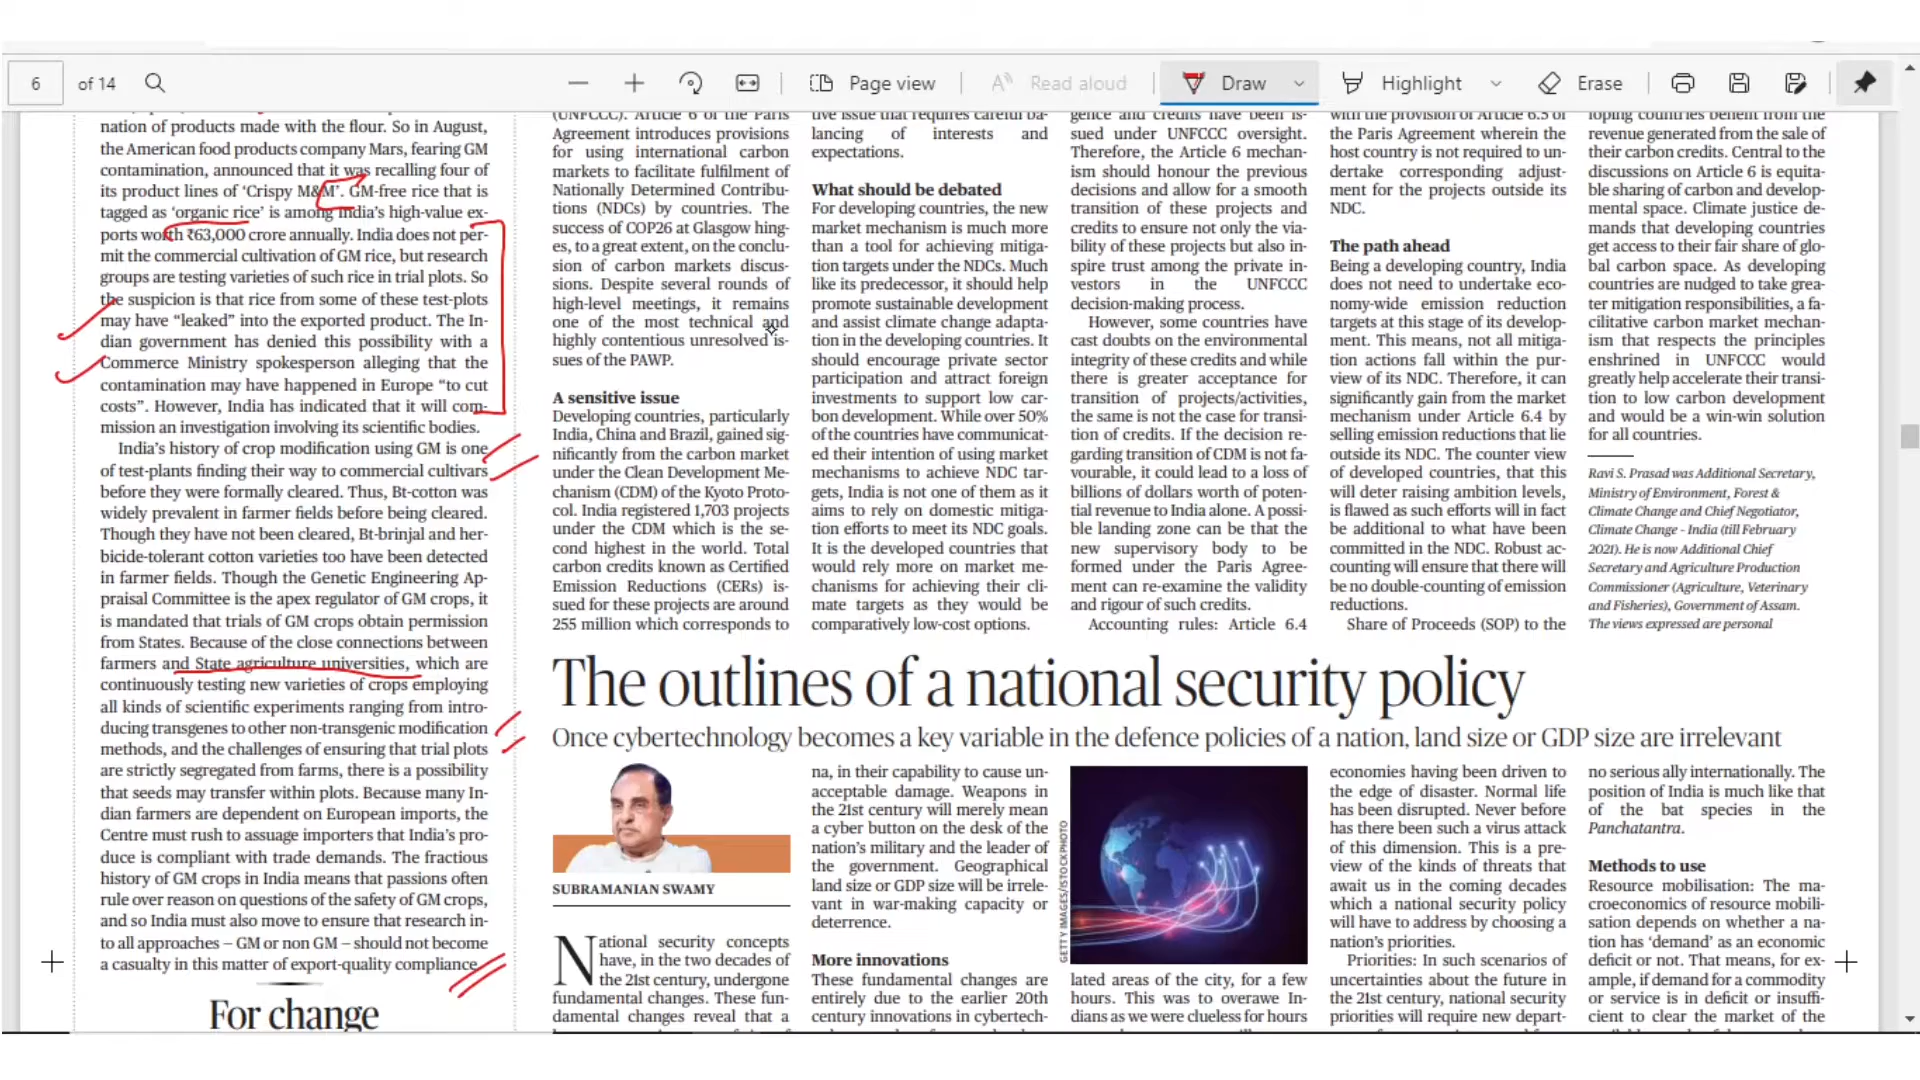 6 of 14 Page view Read aloud Draw Highlight Erase
nation of products made with the flour. So in August,
the American food products company Mars, fearing GM
contamination, announced that it was recalling four of
its product lines of ‘Crispy M&M’. GM-free rice that is
tagged as ‘organic rice’ is among India’s high-value ex-
ports worth ₹63,000 crore annually. India does not per-
mit the commercial cultivation of GM rice, but research
groups are testing varieties of such rice in trial plots. So
the suspicion is that rice from some of these test-plots
may have “leaked” into the exported product. The In-
dian government has denied this possibility with a
Commerce Ministry spokesperson alleging that the
contamination may have happened in Europe “to cut
costs”. However, India has indicated that it will com-
mission an investigation involving its scientific bodies.
India’s history of crop modification using GM is one
of test-plants finding their way to commercial cultivars
before they were formally cleared. Thus, Bt-cotton was
widely prevalent in farmer fields before being cleared.
Though they have not been cleared, Bt-brinjal and her-
bicide-tolerant cotton varieties too have been detected
in farmer fields. Though the Genetic Engineering Ap-
praisal Committee is the apex regulator of GM crops, it
is mandated that trials of GM crops obtain permission
from States. Because of the close connections between
farmers and State agriculture universities, which are
continuously testing new varieties of crops employing
all kinds of scientific experiments ranging from intro-
ducing transgenes to other non-transgenic modification
methods, and the challenges of ensuring that trial plots
are strictly segregated from farms, there is a possibility
that seeds may transfer within plots. Because many In-
dian farmers are dependent on European imports, the
Centre must rush to assuage importers that India’s pro-
duce is compliant with trade demands. The fractious
history of GM crops in India means that passions often
rule over reason on questions of the safety of GM crops,
and so India must also move to ensure that research in-
to all approaches – GM or non GM – should not become
a casualty in this matter of export-quality compliance.
For change
(UNFCCC). Article 6 of the Paris
Agreement introduces provisions
for using international carbon
markets to facilitate fulfilment of
Nationally Determined Contribu-
tions (NDCs) by countries. The
success of COP26 at Glasgow hing-
es, to a great extent, on the conclu-
sion of carbon markets discus-
sions. Despite several rounds of
high-level meetings, it remains
one of the most technical and
highly contentious unresolved is-
sues of the PAWP.
A sensitive issue
Developing countries, particularly
India, China and Brazil, gained sig-
nificantly from the carbon market
under the Clean Development Me-
chanism (CDM) of the Kyoto Proto-
col. India registered 1,703 projects
under the CDM which is the se-
cond highest in the world. Total
carbon credits known as Certified
Emission Reductions (CERs) is-
sued for these projects are around
255 million which corresponds to
tive issue that requires careful ba-
lancing of interests and
expectations.
What should be debated
For developing countries, the new
market mechanism is much more
than a tool for achieving mitiga-
tion targets under the NDCs. Much
like its predecessor, it should help
promote sustainable development
and assist climate change adapta-
tion in the developing countries. It
should encourage private sector
participation and attract foreign
investments to support low car-
bon development. While over 50%
of the countries have communicat-
ed their intention of using market
mechanisms to achieve NDC tar-
gets, India is not one of them as it
aims to rely on domestic mitiga-
tion efforts to meet its NDC goals.
It is the developed countries that
would rely more on market me-
chanisms for achieving their cli-
mate targets as they would be
comparatively low-cost options.
gence and credits have been is-
sued under UNFCCC oversight.
Therefore, the Article 6 mechan-
ism should honour the previous
decisions and allow for a smooth
transition of these projects and
credits to ensure not only the via-
bility of these projects but also in-
spire trust among the private in-
vestors in the UNFCCC
decision-making process.
However, some countries have
cast doubts on the environmental
integrity of these credits and while
there is greater acceptance for
transition of projects/activities,
the same is not the case for transi-
tion of credits. If the decision re-
garding transition of CDM is not fa-
vourable, it could lead to a loss of
billions of dollars worth of poten-
tial revenue to India alone. A possi-
ble landing zone can be that the
new supervisory body to be
formed under the Paris Agree-
ment can re-examine the validity
and rigour of such credits.
Accounting rules: Article 6.4
with the provision of Article 6.5 of
the Paris Agreement wherein the
host country is not required to un-
dertake corresponding adjust-
ment for the projects outside its
NDC.
The path ahead
Being a developing country, India
does not need to undertake eco-
nomy-wide emission reduction
targets at this stage of its develop-
ment. This means, not all mitiga-
tion actions fall within the pur-
view of its NDC. Therefore, it can
significantly gain from the market
mechanism under Article 6.4 by
selling emission reductions that lie
outside its NDC. The counter view
of developed countries, that this
will deter raising ambition levels,
is flawed as such efforts will in fact
be additional to what have been
committed in the NDC. Robust ac-
counting will ensure that there will
be no double-counting of emission
reductions.
Share of Proceeds (SOP) to the
loping countries benefit from the
revenue generated from the sale of
their carbon credits. Central to the
discussions on Article 6 is equita-
ble sharing of carbon and develop-
mental space. Climate justice de-
mands that developing countries
get access to their fair share of glo-
bal carbon space. As developing
countries are nudged to take grea-
ter mitigation responsibilities, a fa-
cilitative carbon market mechan-
ism that respects the principles
enshrined in UNFCCC would
greatly help accelerate their transi-
tion to low carbon development
and would be a win-win solution
for all countries.
Ravi S. Prasad was Additional Secretary,
Ministry of Environment, Forest &
Climate Change and Chief Negotiator,
Climate Change - India (till February
2021). He is now Additional Chief
Secretary and Agriculture Production
Commissioner (Agriculture, Veterinary
and Fisheries), Government of Assam.
The views expressed are personal
The outlines of a national security policy
Once cybertechnology becomes a key variable in the defence policies of a nation, land size or GDP size are irrelevant
SUBRAMANIAN SWAMY
National security concepts
have, in the two decades of
the 21st century, undergone
fundamental changes. These fun-
damental changes reveal that a
na, in their capability to cause un-
acceptable damage. Weapons in
the 21st century will merely mean
a cyber button on the desk of the
nation’s military and the leader of
the government. Geographical
land size or GDP size will be irrele-
vant in war-making capacity or
deterrence.
More innovations
These fundamental changes are
entirely due to the earlier 20th
century innovations in cybertech-
GETTY IMAGES/ISTOCKPHOTO
lated areas of the city, for a few
hours. This was to overawe In-
dians as we were clueless for hours
economies having been driven to
the edge of disaster. Normal life
has been disrupted. Never before
has there been such a virus attack
of this dimension. This is a pre-
view of the kinds of threats that
await us in the coming decades
which a national security policy
will have to address by choosing a
nation’s priorities.
Priorities: In such scenarios of
uncertainties about the future in
the 21st century, national security
priorities will require new depart-
no serious ally internationally. The
position of India is much like that
of the bat species in the
Panchatantra.
Methods to use
Resource mobilisation: The ma-
croeconomics of resource mobili-
sation depends on whether a na-
tion has ‘demand’ as an economic
deficit or not. That means, for ex-
ample, if demand for a commodity
or service is in deficit or insuffi-
cient to clear the market of the